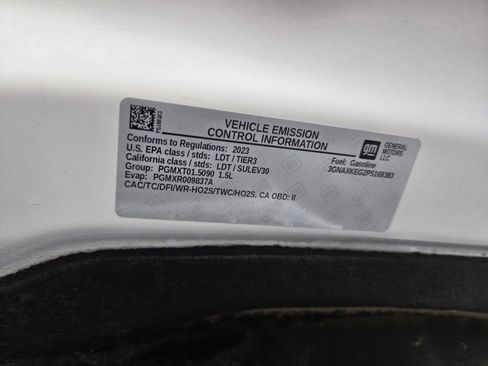 VEHICLE EMISSION
CONTROL INFORMATION
Conforms to Regulations: 2023
U.S. EPA class / stds: LDT / TIER3
California class / stds: LDT / SULEV30
Group: PGMXT01.5090 1.5L
Evap: PGMXR009837A
CAC/TC/DFI/WR-HO2S/TWC/HO2S, CA OBD: II
gm
GENERAL
MOTORS
LLC
Fuel: Gasoline
3GNAXKEG2PS169383